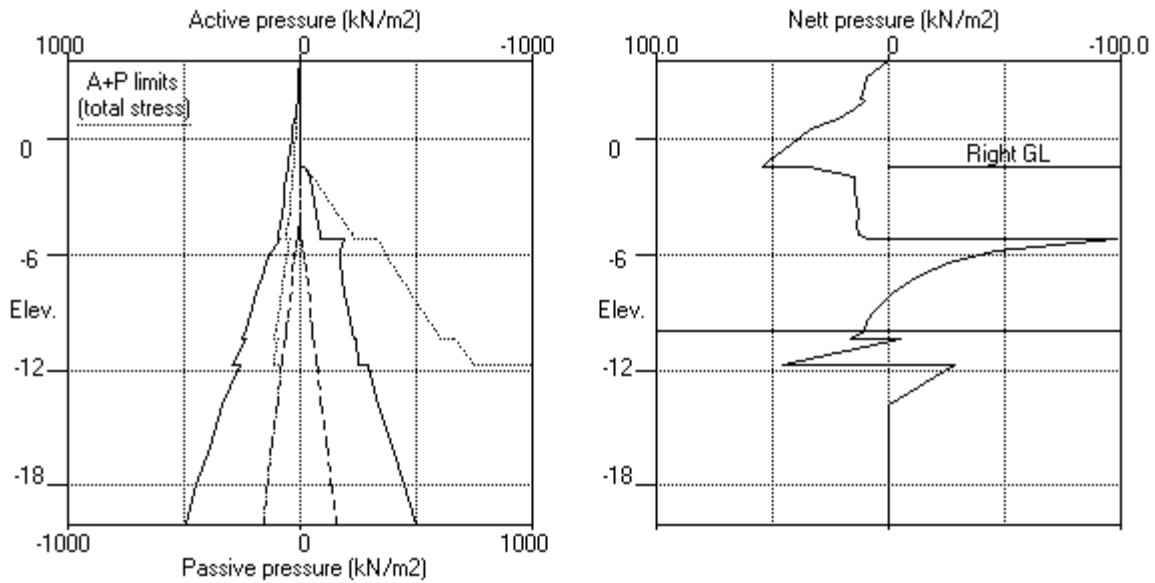 Active pressure (kN/m2)
1000 0 -1000
A+P limits
(total stress)
0
-6
Elev.
-12
-18
-1000 0 1000
Passive pressure (kN/m2)
Nett pressure (kN/m2)
100.0 0 -100.0
0
Right GL
-6
Elev.
-12
-18